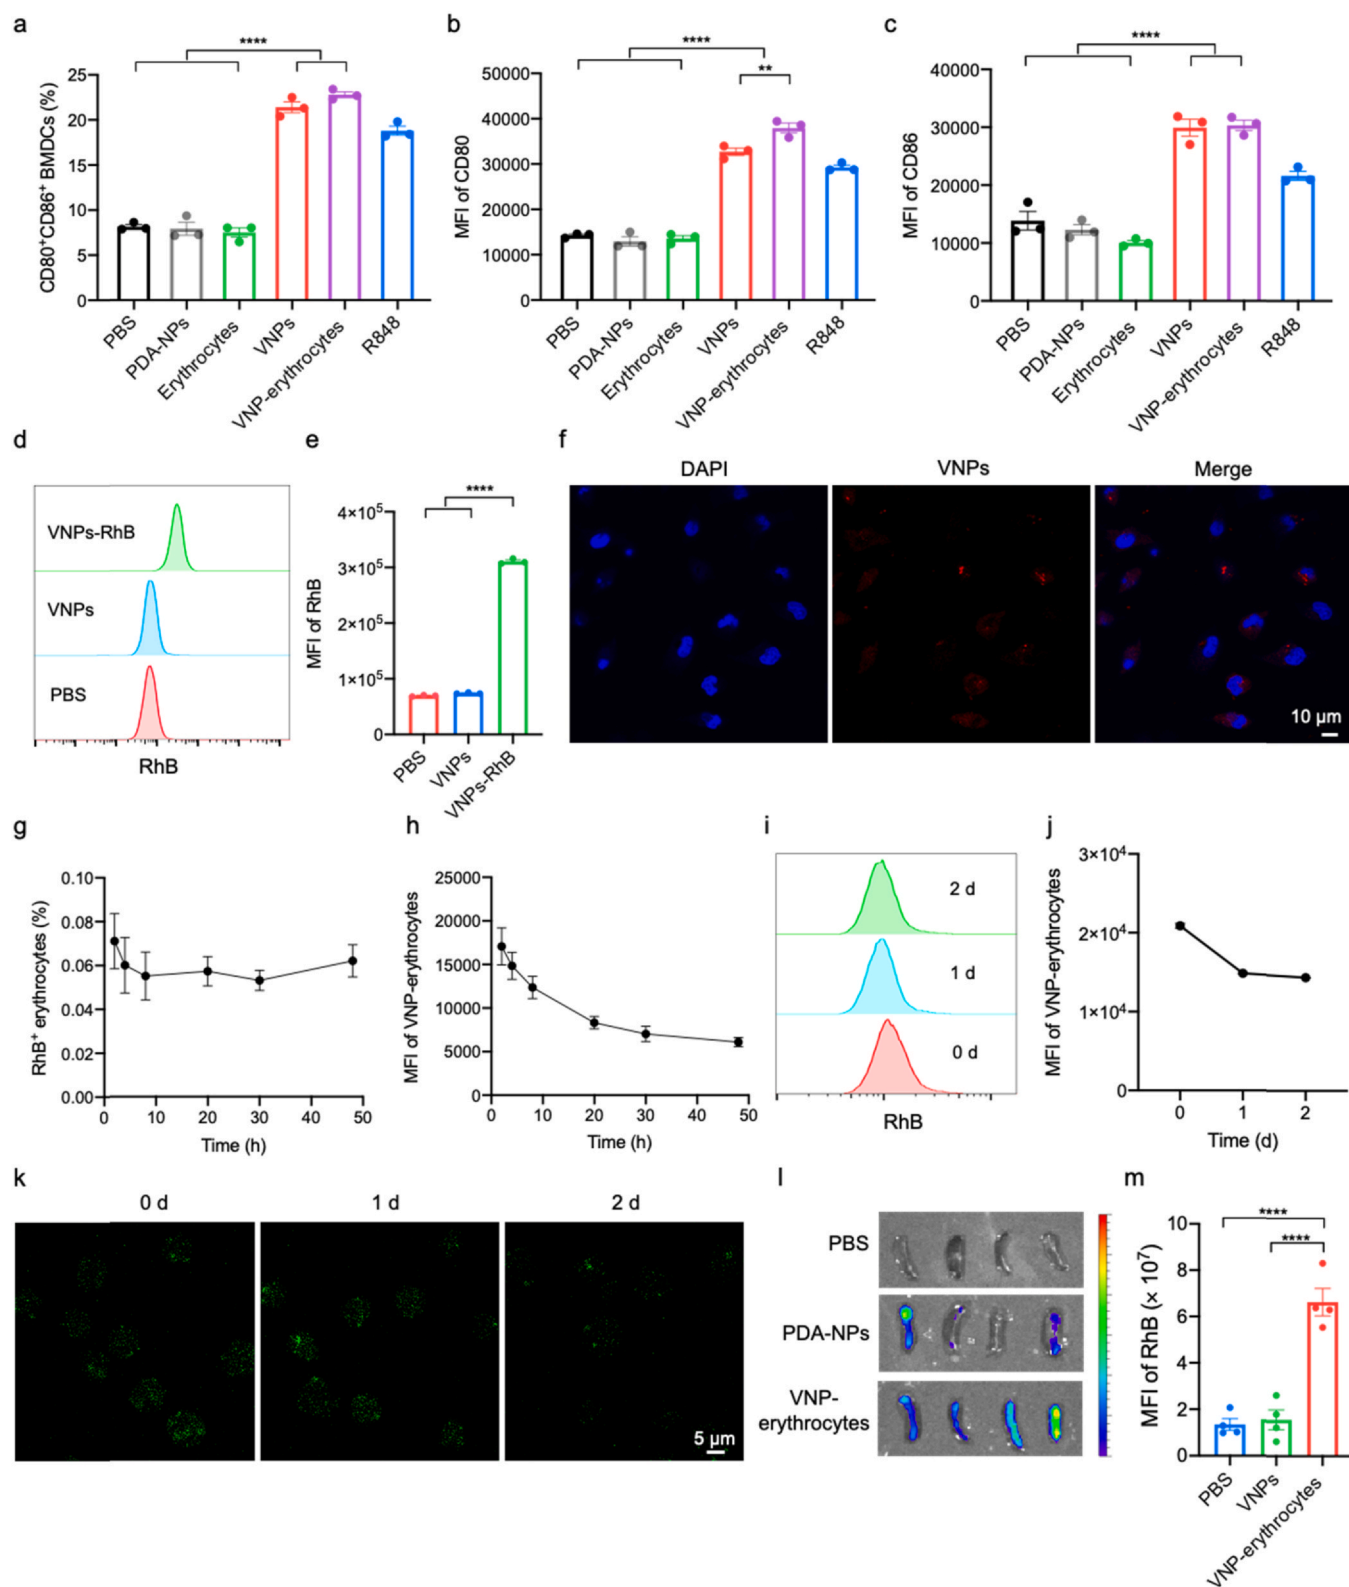 a
****
CD80⁺CD86⁺ BMDCs (%)
25
20
15
10
5
0
PBS
PDA-NPs
Erythrocytes
VNPs
VNP-erythrocytes
R848
b
****
**
MFI of CD80
50000
40000
30000
20000
10000
0
PBS
PDA-NPs
Erythrocytes
VNPs
VNP-erythrocytes
R848
c
****
MFI of CD86
40000
30000
20000
10000
0
PBS
PDA-NPs
Erythrocytes
VNPs
VNP-erythrocytes
R848
d
VNPs-RhB
VNPs
PBS
RhB
e
****
MFI of RhB
4×10⁵
3×10⁵
2×10⁵
1×10⁵
0
PBS
VNPs
VNPs-RhB
f
DAPI
VNPs
Merge
10 μm
g
RhB⁺ erythrocytes (%)
0.10
0.08
0.06
0.04
0.02
0.00
0 10 20 30 40 50
Time (h)
h
MFI of VNP-erythrocytes
25000
20000
15000
10000
5000
0
0 10 20 30 40 50
Time (h)
i
2 d
1 d
0 d
RhB
j
MFI of VNP-erythrocytes
3×10⁴
2×10⁴
1×10⁴
0
0 1 2
Time (d)
k
0 d
1 d
2 d
5 μm
l
PBS
PDA-NPs
VNP-
erythrocytes
m
****
****
MFI of RhB (× 10⁷)
10
8
6
4
2
0
PBS
VNPs
VNP-erythrocytes